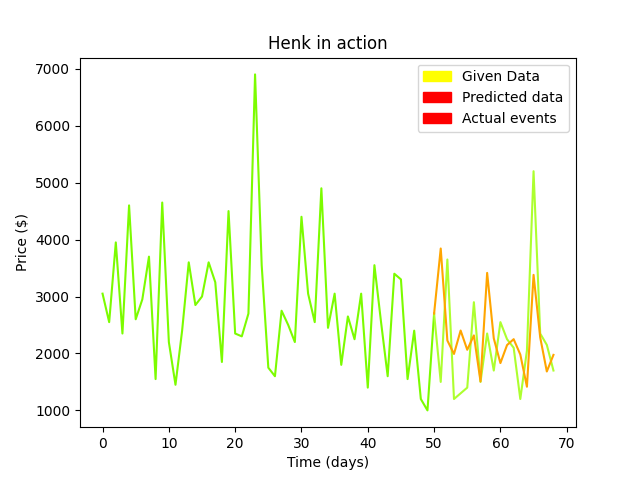 Henk in action
Given Data
Predicted data
Actual events
7000
6000
5000
4000
3000
2000
1000
Price ($)
0 10 20 30 40 50 60 70
Time (days)